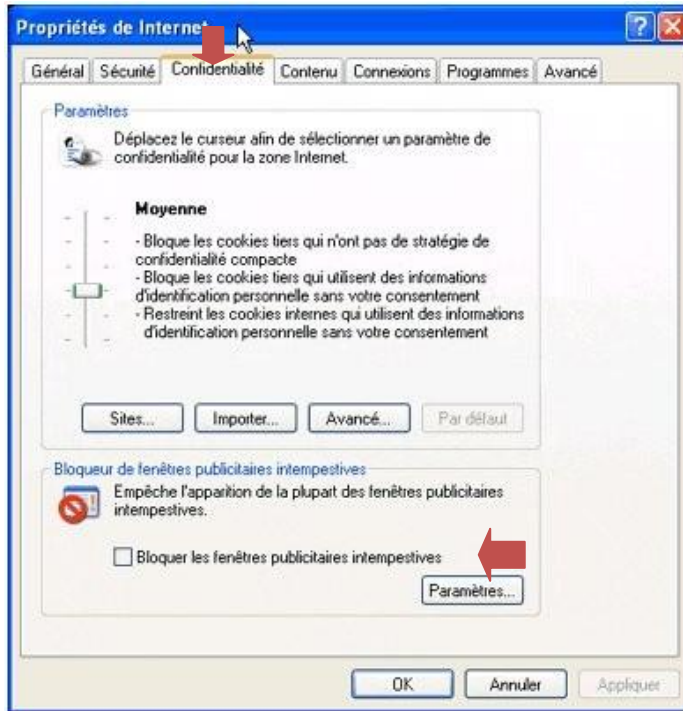 Propriétés de Internet
Général Sécurité Confidentialité Contenu Connexions Programmes Avancé
Paramètres
Déplacez le curseur afin de sélectionner un paramètre de
confidentialité pour la zone Internet.
Moyenne
- Bloque les cookies tiers qui n'ont pas de stratégie de
confidentialité compacte
- Bloque les cookies tiers qui utilisent des informations
d'identification personnelle sans votre consentement
- Restreint les cookies internes qui utilisent des informations
d'identification personnelle sans votre consentement
Sites... Importer... Avancé... Par défaut
Bloqueur de fenêtres publicitaires intempestives
Empêche l'apparition de la plupart des fenêtres publicitaires
intempestives.
Bloquer les fenêtres publicitaires intempestives
Paramètres...
OK Annuler Appliquer